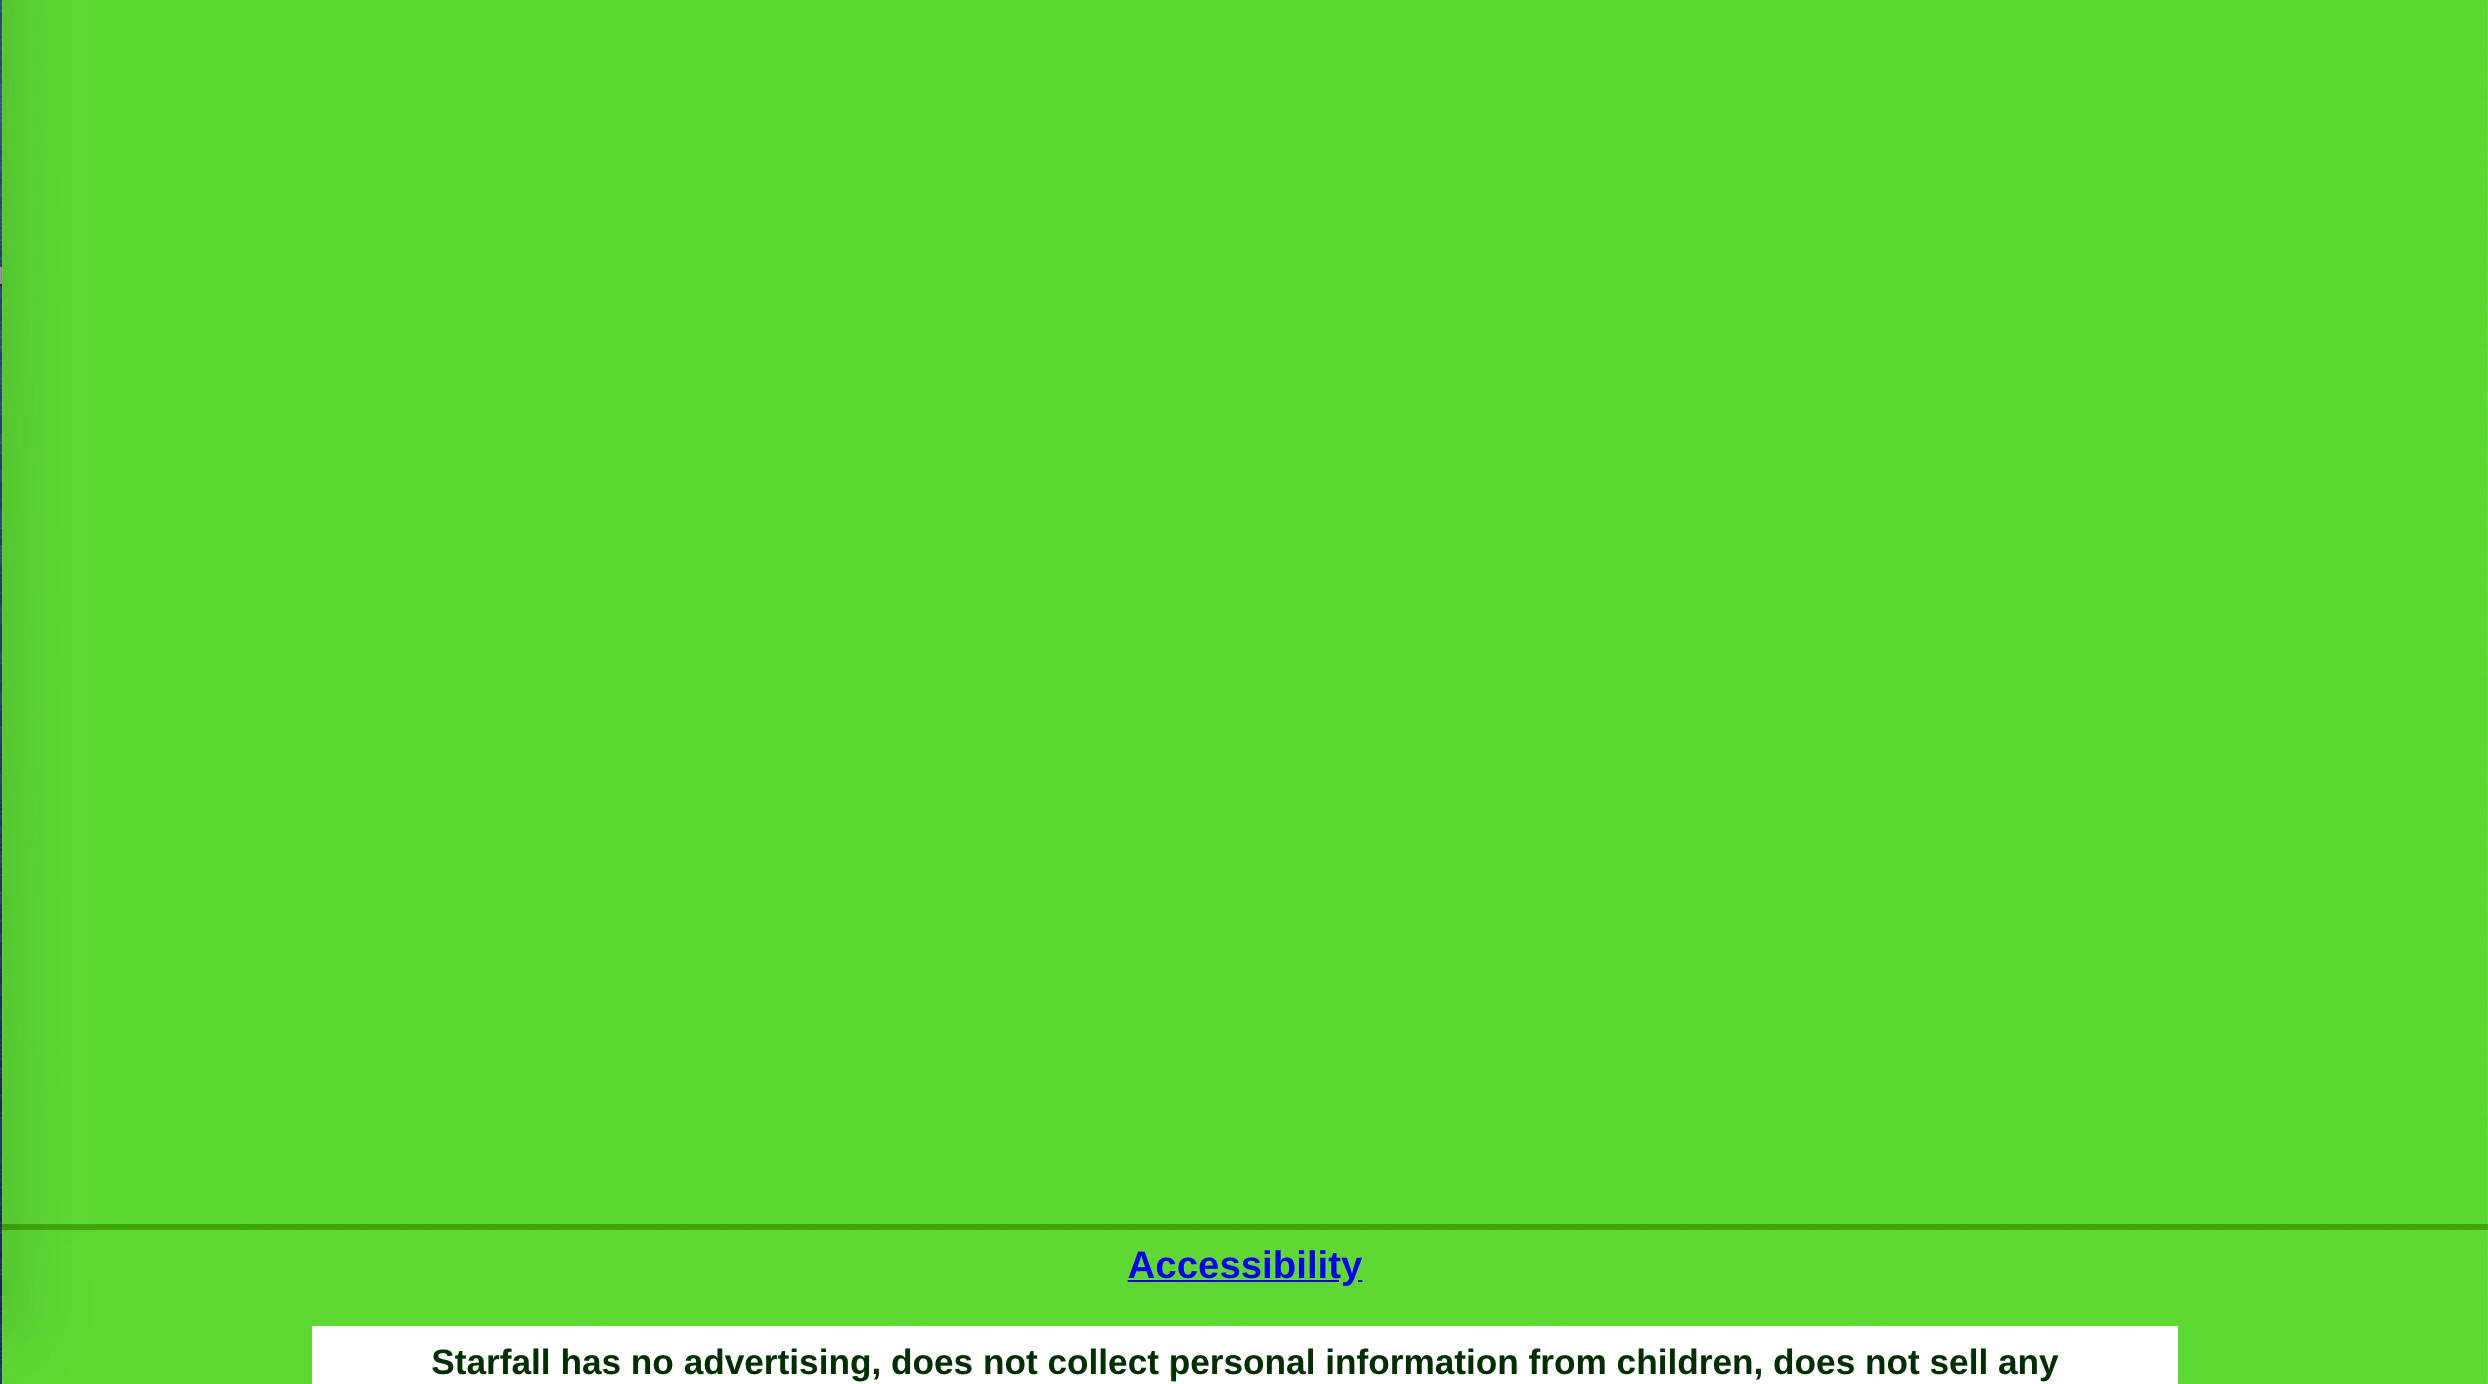 Accessibility
Starfall has no advertising, does not collect personal information from children, does not sell any